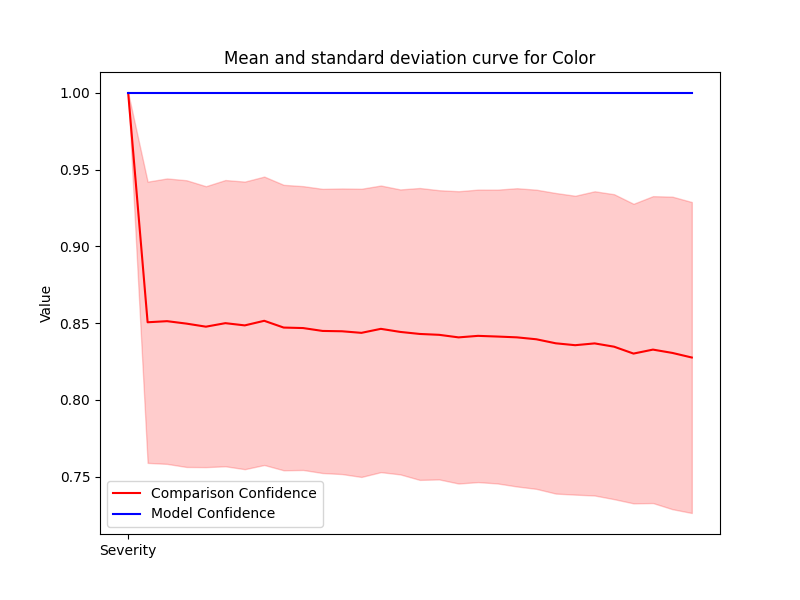 Mean and standard deviation curve for Color
1.00
0.95
0.90
0.85
0.80
0.75
Value
Comparison Confidence
Model Confidence
Severity